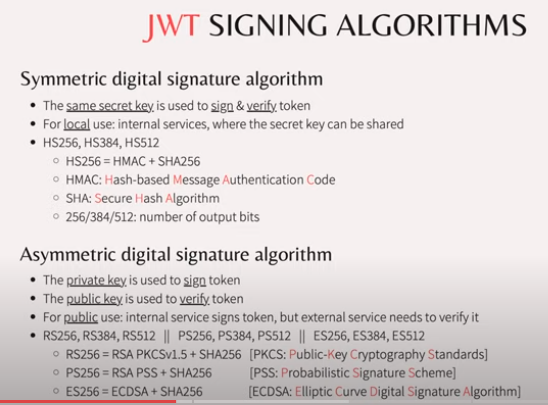 JWT SIGNING ALGORITHMS
Symmetric digital signature algorithm
• The same secret key is used to sign & verify token
• For local use: internal services, where the secret key can be shared
• HS256, HS384, HS512
○ HS256 = HMAC + SHA256
○ HMAC: Hash-based Message Authentication Code
○ SHA: Secure Hash Algorithm
○ 256/384/512: number of output bits
Asymmetric digital signature algorithm
• The private key is used to sign token
• The public key is used to verify token
• For public use: internal service signs token, but external service needs to verify it
• RS256, RS384, RS512 || PS256, PS384, PS512 || ES256, ES384, ES512
○ RS256 = RSA PKCSv1.5 + SHA256 [PKCS: Public-Key Cryptography Standards]
○ PS256 = RSA PSS + SHA256 [PSS: Probabilistic Signature Scheme]
○ ES256 = ECDSA + SHA256 [ECDSA: Elliptic Curve Digital Signature Algorithm]